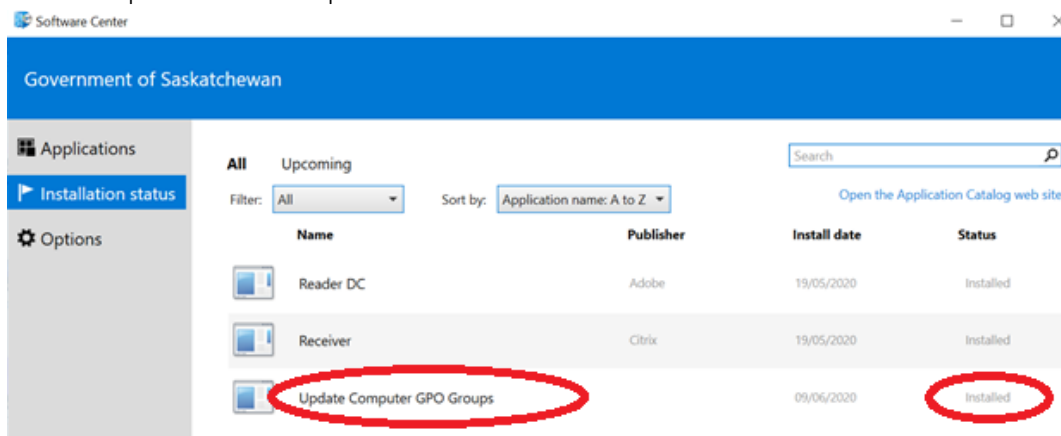 Software Center
Government of Saskatchewan
Applications
Installation status
Options
All Upcoming
Search
Filter: All Sort by: Application name: A to Z
Open the Application Catalog web site
Name Publisher Install date Status
Reader DC Adobe 19/05/2020 Installed
Receiver Citrix 19/05/2020 Installed
Update Computer GPO Groups 09/06/2020 Installed